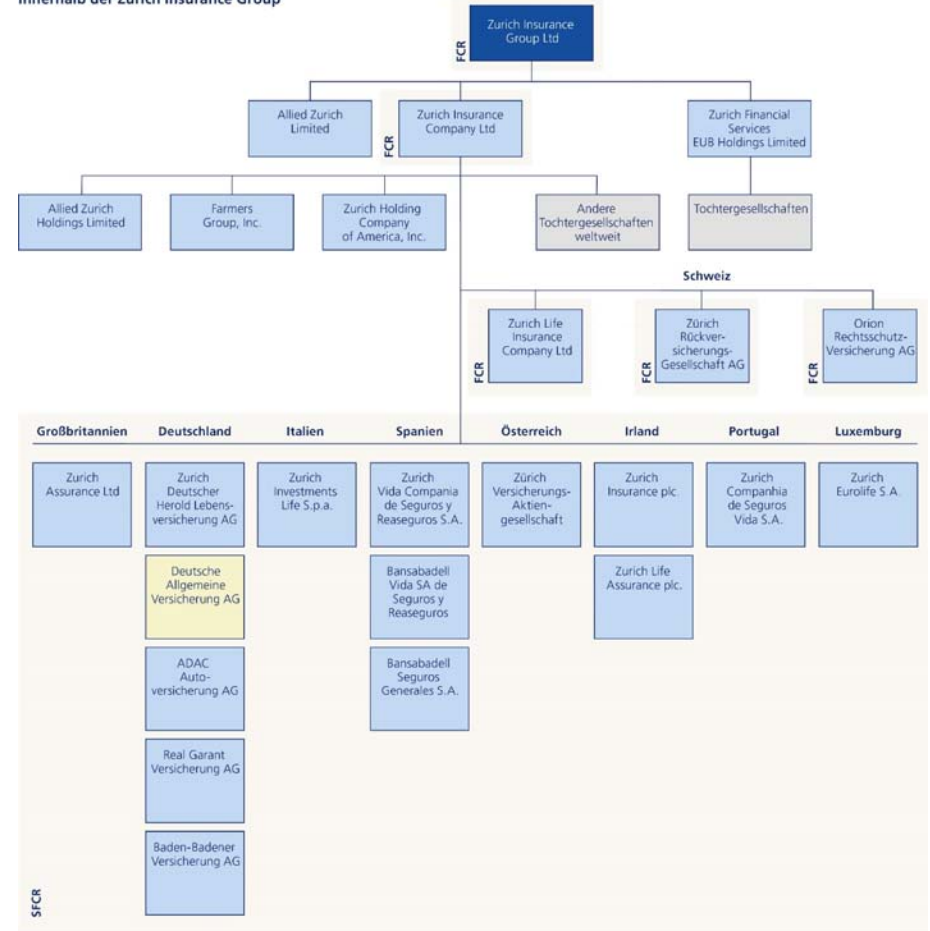 innerhalb der Zurich Insurance Group
Zurich Insurance
Group Ltd
FCR
Allied Zurich
Limited
Zurich Insurance
Company Ltd
FCR
Zurich Financial
Services
EUB Holdings Limited
Allied Zurich
Holdings Limited
Farmers
Group, Inc.
Zurich Holding
Company
of America, Inc.
Andere
Tochtergesellschaften
weltweit
Tochtergesellschaften
Schweiz
Zurich Life
Insurance
Company Ltd
FCR
Zürich
Rückver-
sicherungs-
Gesellschaft AG
FCR
Orion
Rechtsschutz-
Versicherung AG
FCR
Großbritannien
Deutschland
Italien
Spanien
Österreich
Irland
Portugal
Luxemburg
Zurich
Assurance Ltd
Zurich
Deutscher
Herold Lebens-
versicherung AG
Zurich
Investments
Life S.p.a.
Zurich
Vida Compania
de Seguros y
Reaseguros S.A.
Zürich
Versicherungs-
Aktien-
gesellschaft
Zurich
Insurance plc.
Zurich
Companhia
de Seguros
Vida S.A.
Zurich
Eurolife S.A.
Deutsche
Allgemeine
Versicherung AG
Bansabadell
Vida SA de
Seguros y
Reaseguros
Zurich Life
Assurance plc.
ADAC
Auto-
versicherung AG
Bansabadell
Seguros
Generales S.A.
Real Garant
Versicherung AG
Baden-Badener
Versicherung AG
SFCR